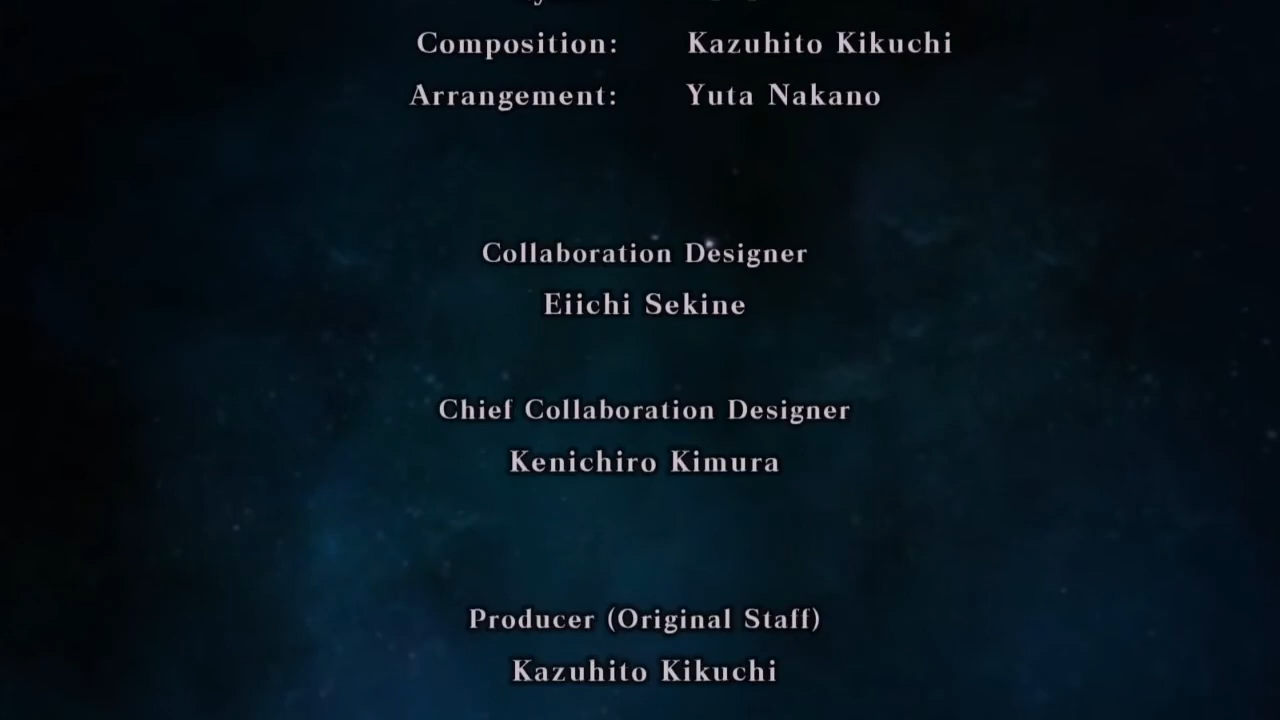 Composition: Kazuhito Kikuchi
Arrangement: Yuta Nakano
Collaboration Designer
Eiichi Sekine
Chief Collaboration Designer
Kenichiro Kimura
Producer (Original Staff)
Kazuhito Kikuchi